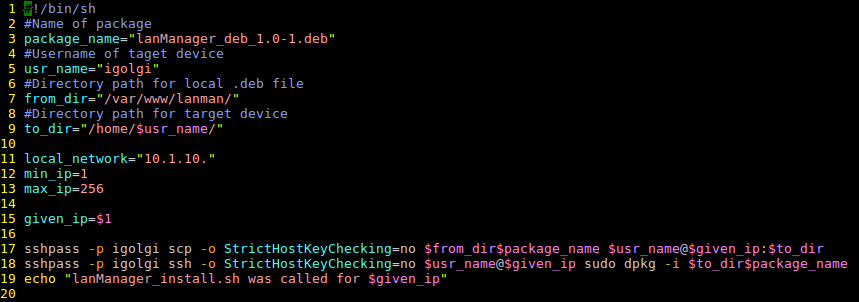 1 #!/bin/sh
2 #Name of package
3 package_name="lanManager_deb_1.0-1.deb"
4 #Username of taget device
5 usr_name="igolgi"
6 #Directory path for local .deb file
7 from_dir="/var/www/lanman/"
8 #Directory path for target device
9 to_dir="/home/$usr_name/"
10
11 local_network="10.1.10."
12 min_ip=1
13 max_ip=256
14
15 given_ip=$1
16
17 sshpass -p igolgi scp -o StrictHostKeyChecking=no $from_dir$package_name $usr_name@$given_ip:$to_dir
18 sshpass -p igolgi ssh -o StrictHostKeyChecking=no $usr_name@$given_ip sudo dpkg -i $to_dir$package_name
19 echo "lanManager_install.sh was called for $given_ip"
20